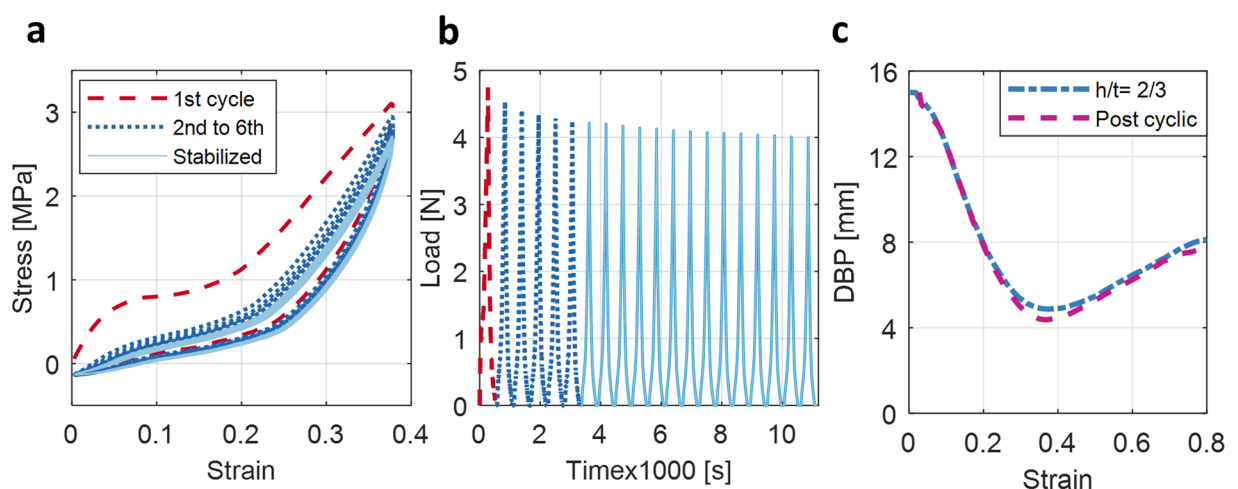 a
Stress [MPa]
3
2
1
0
1st cycle
2nd to 6th
Stabilized
0
0.1
0.2
0.3
0.4
Strain
b
Load [N]
5
4
3
2
1
0
0
2
4
6
8
10
Timex1000 [s]
c
DBP [mm]
16
12
8
4
0
h/t= 2/3
Post cyclic
0
0.2
0.4
0.6
0.8
Strain